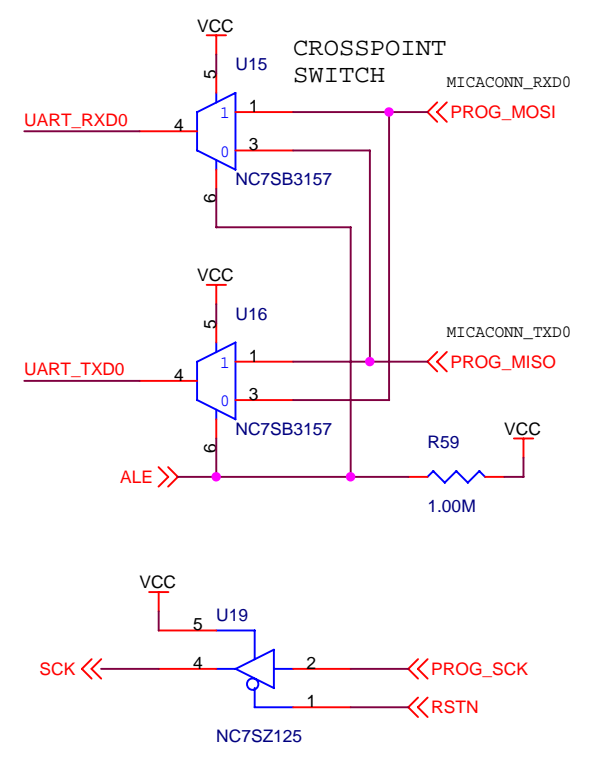 VCC
CROSSPOINT
SWITCH
U15
5
MICACONN_RXD0
UART_RXD0
4
1
1
PROG_MOSI
0
3
NC7SB3157
6
VCC
U16
5
MICACONN_TXD0
UART_TXD0
4
1
1
PROG_MISO
0
3
NC7SB3157
6
R59
VCC
ALE
1.00M
VCC
5
U19
SCK
4
2
PROG_SCK
1
RSTN
NC7SZ125